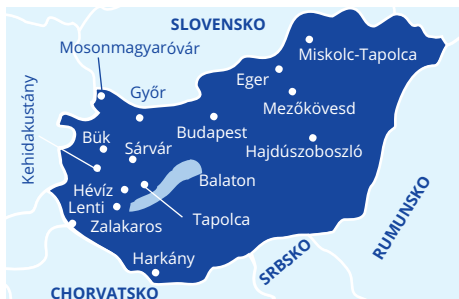 SLOVENSKO
Mosonmagyaróvár
Miskolc-Tapolca
Eger
Győr
Mezőkövesd
Budapest
Kehidakustány
Bük
Sárvár
Hajdúszoboszló
Balaton
Hévíz
Lenti
Tapolca
Zalakaros
RUMUNSKO
Harkány
SRBSKO
CHORVATSKO